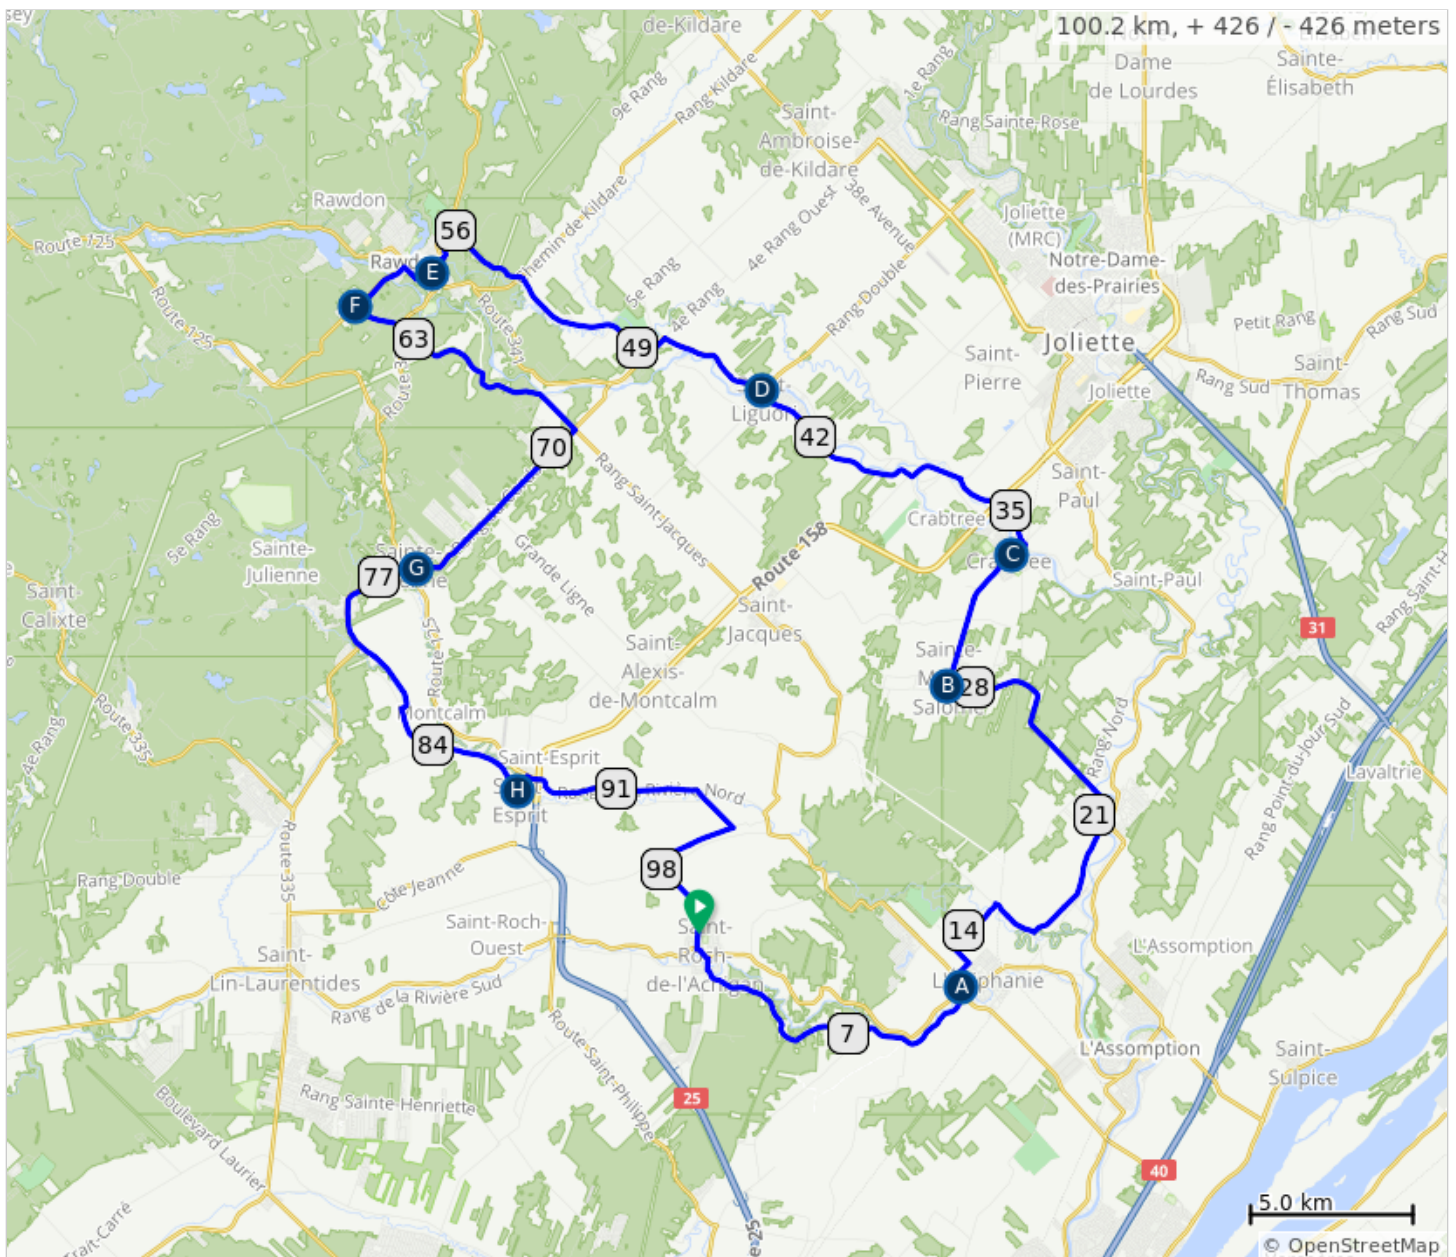 100.2 km, + 426 / - 426 meters
de-Kildare
Dame
de Lourdes
Sainte-
Élisabeth
9e Rang
Rang Kildare
1e Rang
Saint-
Ambroise-
de-Kildare
Rang Sainte-Rose
Rawdon
Route 125
56
E
F
63
Chemin de Kildare
4e Rang Ouest
38e Avenue
Joliette
(MRC)
Notre-Dame-
des-Prairies
5e Rang
4e Rang
Rang Double
Route 341
Route 125
49
D
Liguori
42
Joliette
Joliette
Petit Rang
Rang Sud
Rang Sud
Saint-
Thomas
Saint-
Pierre
Saint-
Paul
70
Rang Saint-Jacques
Route 158
Crabtree
35
C
Saint-Paul
5e Rang
Sainte-
Julienne
G
77
Grande Ligne
Saint-
Calixte
Saint-
Jacques
Saint-
Alexis-
de-Montcalm
B
28
31
Rang Saint-H
Route 335
4e Rang
Montcalm
84
Saint-Esprit
H
Esprit
91
Rivière Nord
Rang Nord
21
Rang Point-du-Jour Sud
Lavaltrie
Route 335
Rang Double
Côte Jeanne
98
14
Saint-Roch-
Ouest
Saint-
Roch-
de-l'Achigan
L'Assomption
Saint-
Lin-Laurentides
Rang de la Rivière Sud
A
7
L'Assomption
Saint-
Sulpice
Route Saint-Philippe
Rang Sainte-Henriette
Boulevard Laurier
25
40
Trait-Carré
e 25
5.0 km
© OpenStreetMap